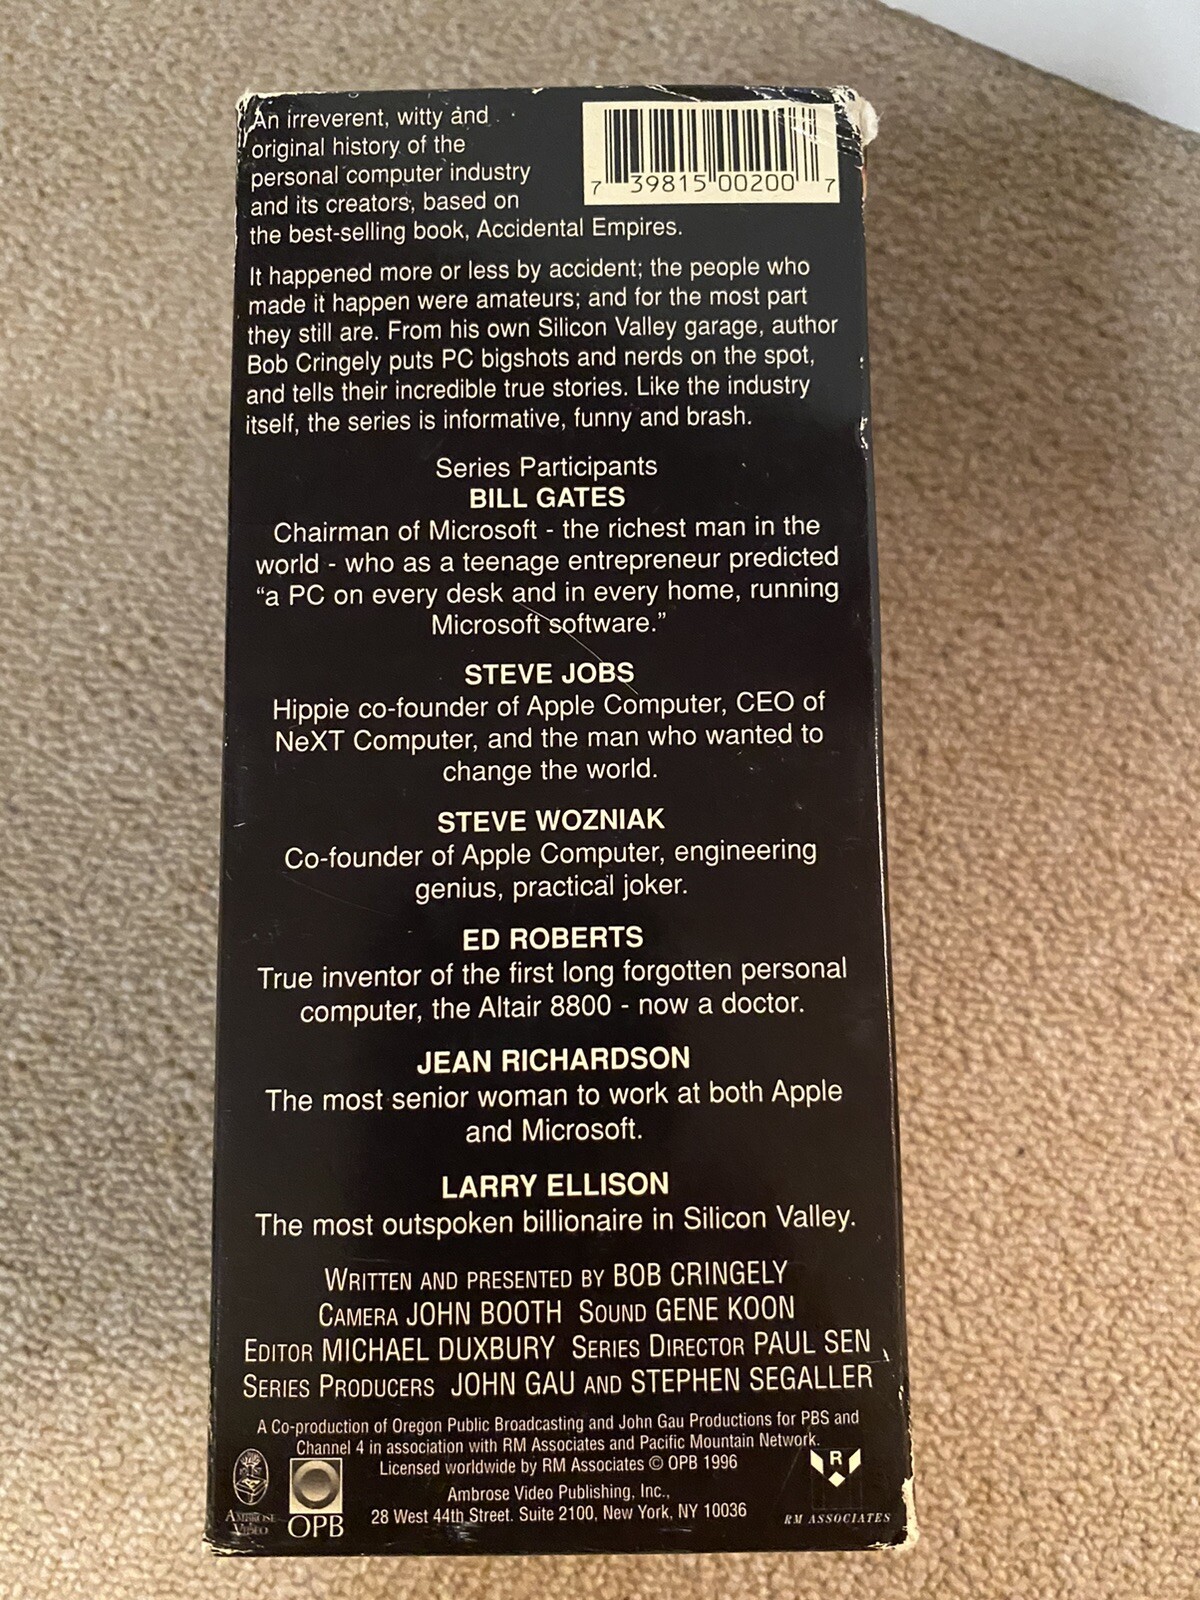 An irreverent, witty and
original history of the
personal computer industry
and its creators, based on
the best-selling book, Accidental Empires.
7 39815 00200 7
It happened more or less by accident; the people who
made it happen were amateurs; and for the most part
they still are. From his own Silicon Valley garage, author
Bob Cringely puts PC bigshots and nerds on the spot,
and tells their incredible true stories. Like the industry
itself, the series is informative, funny and brash.
Series Participants
BILL GATES
Chairman of Microsoft - the richest man in the
world - who as a teenage entrepreneur predicted
“a PC on every desk and in every home, running
Microsoft software.”
STEVE JOBS
Hippie co-founder of Apple Computer, CEO of
NeXT Computer, and the man who wanted to
change the world.
STEVE WOZNIAK
Co-founder of Apple Computer, engineering
genius, practical joker.
ED ROBERTS
True inventor of the first long forgotten personal
computer, the Altair 8800 - now a doctor.
JEAN RICHARDSON
The most senior woman to work at both Apple
and Microsoft.
LARRY ELLISON
The most outspoken billionaire in Silicon Valley.
WRITTEN AND PRESENTED BY BOB CRINGELY
CAMERA JOHN BOOTH SOUND GENE KOON
EDITOR MICHAEL DUXBURY SERIES DIRECTOR PAUL SEN
SERIES PRODUCERS JOHN GAU AND STEPHEN SEGALLER
A Co-production of Oregon Public Broadcasting and John Gau Productions for PBS and
Channel 4 in association with RM Associates and Pacific Mountain Network.
Licensed worldwide by RM Associates © OPB 1996
Ambrose Video Publishing, Inc.,
28 West 44th Street. Suite 2100, New York, NY 10036
AMBROSE
VIDEO
OPB
R
RM ASSOCIATES